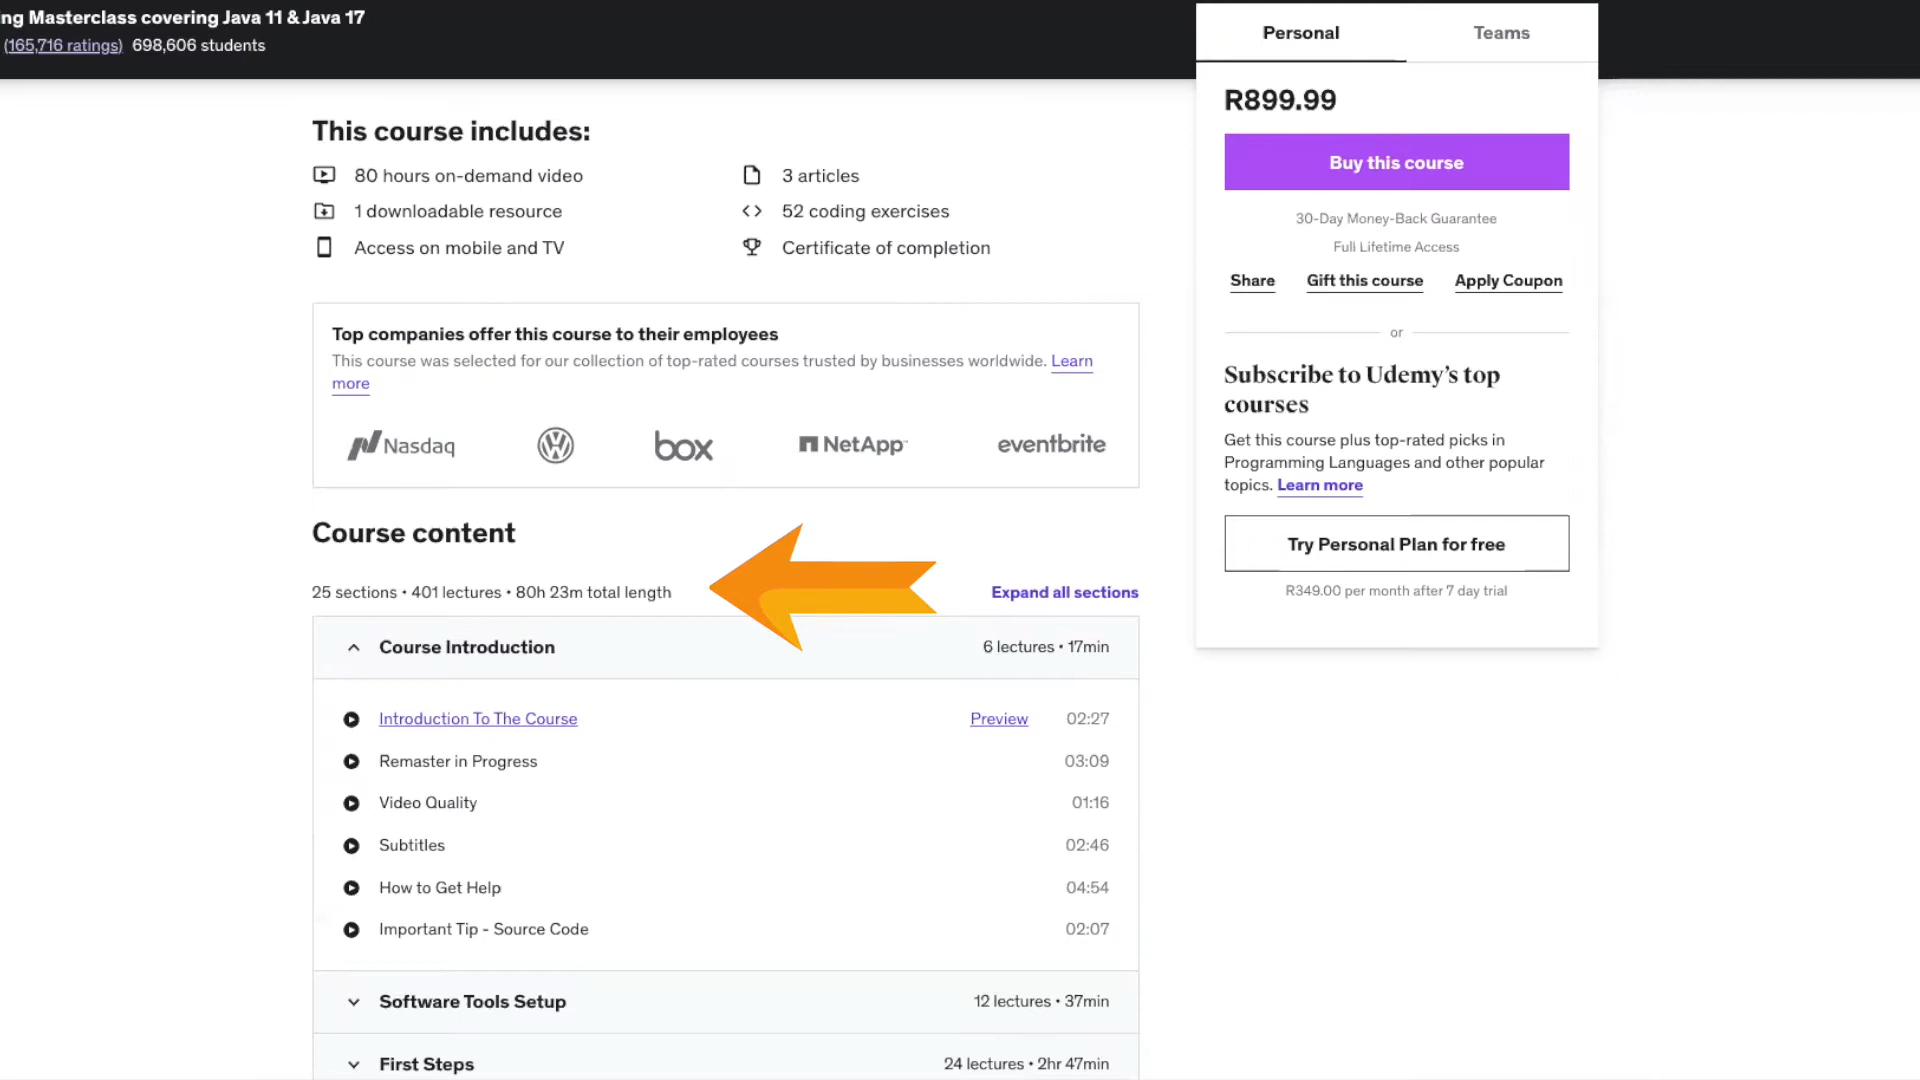 ng Masterclass covering Java 11 & Java 17
(165,716 ratings) 698,606 students
Personal
Teams
R899.99
Buy this course
30-Day Money-Back Guarantee
Full Lifetime Access
Share
Gift this course
Apply Coupon
or
Subscribe to Udemy's top
courses
Get this course plus top-rated picks in
Programming Languages and other popular
topics. Learn more
Try Personal Plan for free
R349.00 per month after 7 day trial
This course includes:
80 hours on-demand video
3 articles
1 downloadable resource
52 coding exercises
Access on mobile and TV
Certificate of completion
Top companies offer this course to their employees
This course was selected for our collection of top-rated courses trusted by businesses worldwide. Learn
more
Nasdaq
box
NetApp
eventbrite
Course content
25 sections • 401 lectures • 80h 23m total length
Expand all sections
Course Introduction
6 lectures • 17min
Introduction To The Course
Preview
02:27
Remaster in Progress
03:09
Video Quality
01:16
Subtitles
02:46
How to Get Help
04:54
Important Tip - Source Code
02:07
Software Tools Setup
12 lectures • 37min
First Steps
24 lectures • 2hr 47min